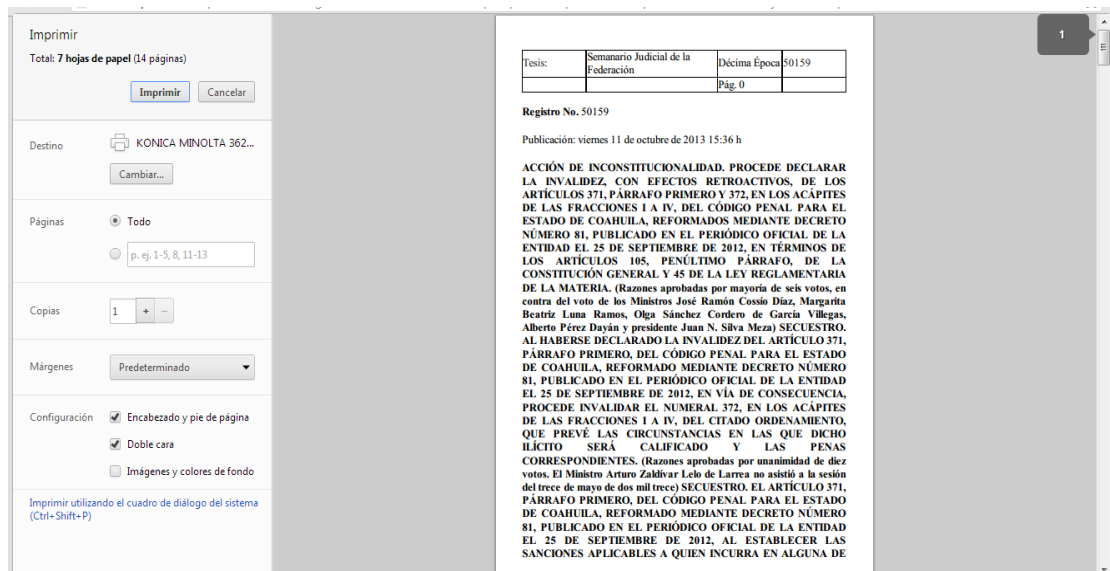 Imprimir
Total: 7 hojas de papel (14 páginas)
Imprimir Cancelar
Destino KONICA MINOLTA 362...
Cambiar...
Páginas Todo
p. ej. 1-5, 8, 11-13
Copias 1 + −
Márgenes Predeterminado
Configuración Encabezado y pie de página
Doble cara
Imágenes y colores de fondo
Imprimir utilizando el cuadro de diálogo del sistema
(Ctrl+Shift+P)
1
Tesis: Semanario Judicial de la Federación Décima Época 50159
Pág. 0
Registro No. 50159
Publicación: viernes 11 de octubre de 2013 15:36 h
ACCIÓN DE INCONSTITUCIONALIDAD. PROCEDE DECLARAR
LA INVALIDEZ, CON EFECTOS RETROACTIVOS, DE LOS
ARTÍCULOS 371, PÁRRAFO PRIMERO Y 372, EN LOS ACÁPITES
DE LAS FRACCIONES I A IV, DEL CÓDIGO PENAL PARA EL
ESTADO DE COAHUILA, REFORMADOS MEDIANTE DECRETO
NÚMERO 81, PUBLICADO EN EL PERIÓDICO OFICIAL DE LA
ENTIDAD EL 25 DE SEPTIEMBRE DE 2012, EN TÉRMINOS DE
LOS ARTÍCULOS 105, PENÚLTIMO PÁRRAFO, DE LA
CONSTITUCIÓN GENERAL Y 45 DE LA LEY REGLAMENTARIA
DE LA MATERIA. (Razones aprobadas por mayoría de seis votos, en
contra del voto de los Ministros José Ramón Cossío Díaz, Margarita
Beatriz Luna Ramos, Olga Sánchez Cordero de García Villegas,
Alberto Pérez Dayán y presidente Juan N. Silva Meza) SECUESTRO.
AL HABERSE DECLARADO LA INVALIDEZ DEL ARTÍCULO 371,
PÁRRAFO PRIMERO, DEL CÓDIGO PENAL PARA EL ESTADO
DE COAHUILA, REFORMADO MEDIANTE DECRETO NÚMERO
81, PUBLICADO EN EL PERIÓDICO OFICIAL DE LA ENTIDAD
EL 25 DE SEPTIEMBRE DE 2012, EN VÍA DE CONSECUENCIA,
PROCEDE INVALIDAR EL NUMERAL 372, EN LOS ACÁPITES
DE LAS FRACCIONES I A IV, DEL CITADO ORDENAMIENTO,
QUE PREVÉ LAS CIRCUNSTANCIAS EN LAS QUE DICHO
ILÍCITO SERÁ CALIFICADO Y LAS PENAS
CORRESPONDIENTES. (Razones aprobadas por unanimidad de diez
votos. El Ministro Arturo Zaldívar Lelo de Larrea no asistió a la sesión
del trece de mayo de dos mil trece) SECUESTRO. EL ARTÍCULO 371,
PÁRRAFO PRIMERO, DEL CÓDIGO PENAL PARA EL ESTADO
DE COAHUILA, REFORMADO MEDIANTE DECRETO NÚMERO
81, PUBLICADO EN EL PERIÓDICO OFICIAL DE LA ENTIDAD
EL 25 DE SEPTIEMBRE DE 2012, AL ESTABLECER LAS
SANCIONES APLICABLES A QUIEN INCURRA EN ALGUNA DE